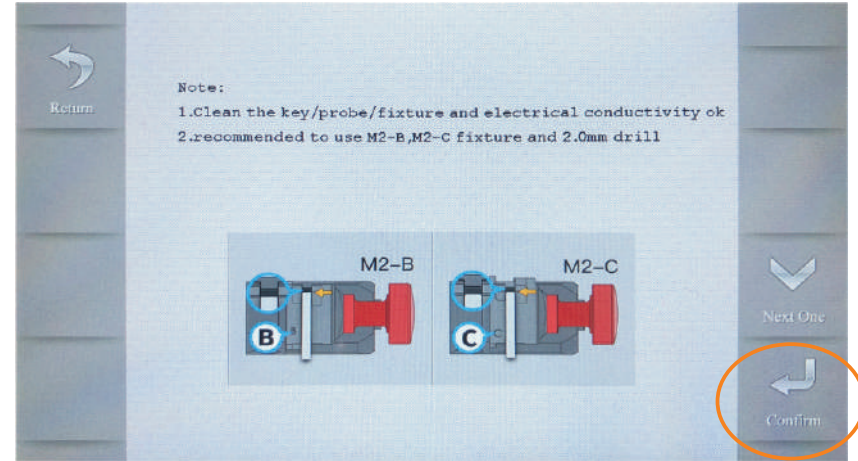 Return
Note:
1.Clean the key/probe/fixture and electrical conductivity ok
2.recommended to use M2-B,M2-C fixture and 2.0mm drill
M2-B
B
M2-C
C
Next One
Confirm